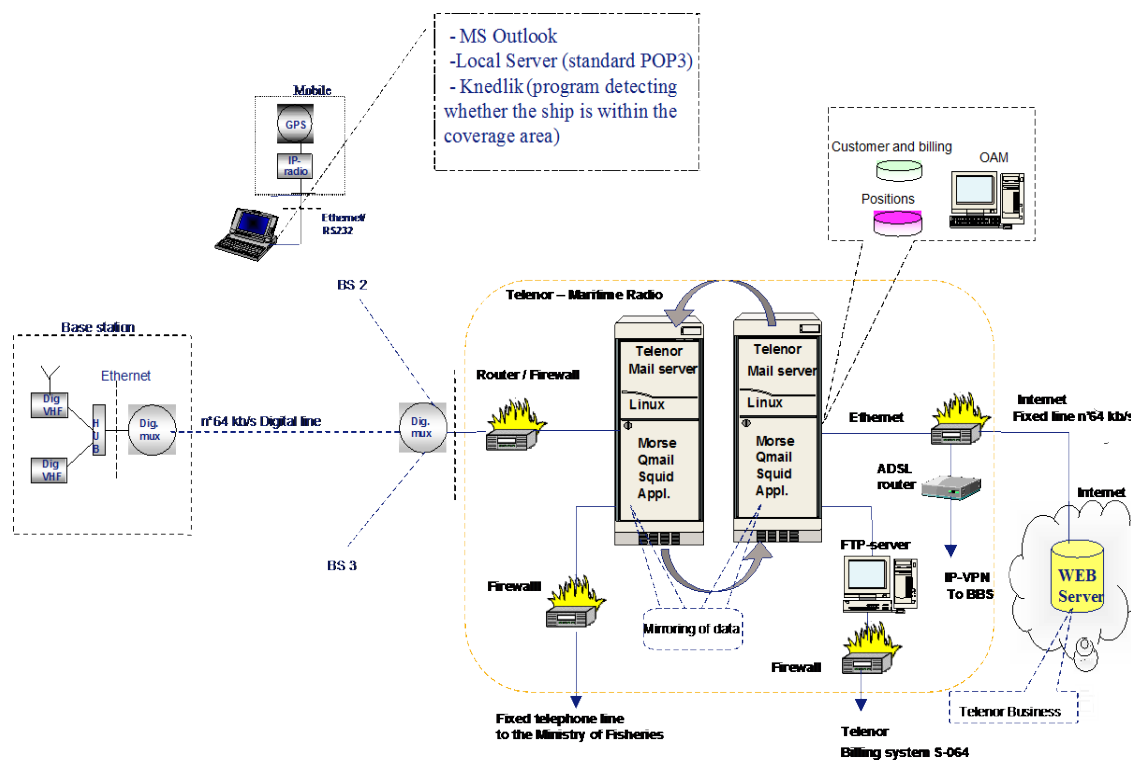 - MS Outlook
-Local Server (standard POP3)
- Knedlik (program detecting
whether the ship is within the
coverage area)
Mobile
GPS
IP-
radio
Ethernet/
RS232
Customer and billing
OAM
Positions
BS 2
Telenor – Maritime Radio
Base station
Ethernet
Dig
VHF
H
U
B
Dig.
mux
Dig
VHF
n*64 kb/s Digital line
Dig.
mux
BS 3
Router / Firewall
Telenor
Mail server
Linux
Morse
Qmail
Squid
Appl.
Telenor
Mail server
Linux
Morse
Qmail
Squid
Appl.
Ethernet
Internet
Fixed line n*64 kb/s
ADSL
router
Internet
WEB
Server
FTP-server
IP-VPN
To BBS
Firewalll
Mirroring of data
Firewall
Telenor Business
Fixed telephone line
to the Ministry of Fisheries
Telenor
Billing system S-064